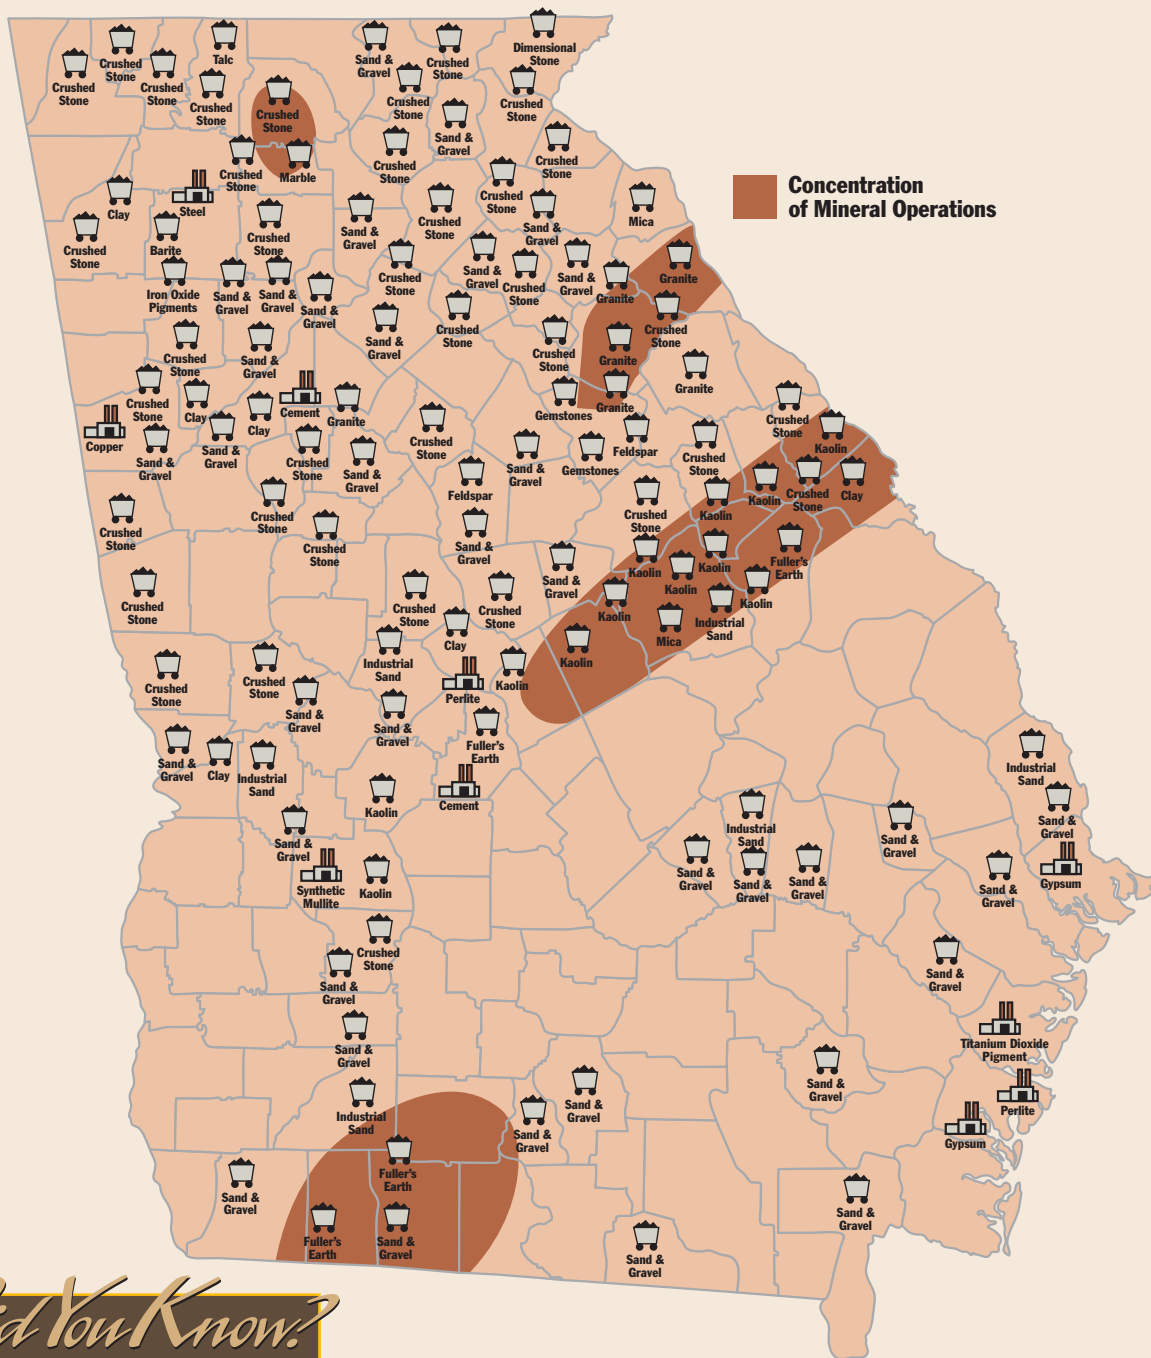 Dimensional
Stone
Talc
Sand &
Gravel
Crushed
Stone
Crushed
Stone
Crushed
Stone
Crushed
Stone
Crushed
Stone
Crushed
Stone
Crushed
Stone
Crushed
Stone
Sand &
Gravel
Crushed
Stone
Crushed
Stone
Crushed
Stone
Marble
Crushed
Stone
Crushed
Stone
Concentration
of Mineral Operations
Clay
Steel
Mica
Crushed
Stone
Barite
Crushed
Stone
Sand &
Gravel
Crushed
Stone
Sand &
Gravel
Crushed
Stone
Sand &
Gravel
Crushed
Stone
Sand &
Gravel
Granite
Granite
Iron Oxide
Pigments
Sand &
Gravel
Sand &
Gravel
Sand &
Gravel
Sand &
Gravel
Crushed
Stone
Crushed
Stone
Granite
Crushed
Stone
Crushed
Stone
Sand &
Gravel
Granite
Crushed
Stone
Clay
Clay
Cement
Granite
Gemstones
Granite
Crushed
Stone
Copper
Sand &
Gravel
Sand &
Gravel
Crushed
Stone
Sand &
Gravel
Crushed
Stone
Sand &
Gravel
Gemstones
Feldspar
Crushed
Stone
Kaolin
Feldspar
Kaolin
Crushed
Stone
Clay
Crushed
Stone
Crushed
Stone
Crushed
Stone
Sand &
Gravel
Crushed
Stone
Kaolin
Crushed
Stone
Sand &
Gravel
Kaolin
Kaolin
Kaolin
Fuller's
Earth
Crushed
Stone
Crushed
Stone
Kaolin
Industrial
Sand
Kaolin
Clay
Mica
Industrial
Sand
Kaolin
Crushed
Stone
Crushed
Stone
Perlite
Kaolin
Sand &
Gravel
Sand &
Gravel
Fuller's
Earth
Sand &
Gravel
Clay
Industrial
Sand
Industrial
Sand
Kaolin
Cement
Industrial
Sand
Sand &
Gravel
Sand &
Gravel
Sand &
Gravel
Synthetic
Mullite
Kaolin
Sand &
Gravel
Sand &
Gravel
Sand &
Gravel
Sand &
Gravel
Gypsum
Crushed
Stone
Sand &
Gravel
Sand &
Gravel
Sand &
Gravel
Titanium Dioxide
Pigment
Sand &
Gravel
Sand &
Gravel
Perlite
Industrial
Sand
Sand &
Gravel
Gypsum
Fuller's
Earth
Sand &
Gravel
Sand &
Gravel
Fuller's
Earth
Sand &
Gravel
Sand &
Gravel
id You Know?